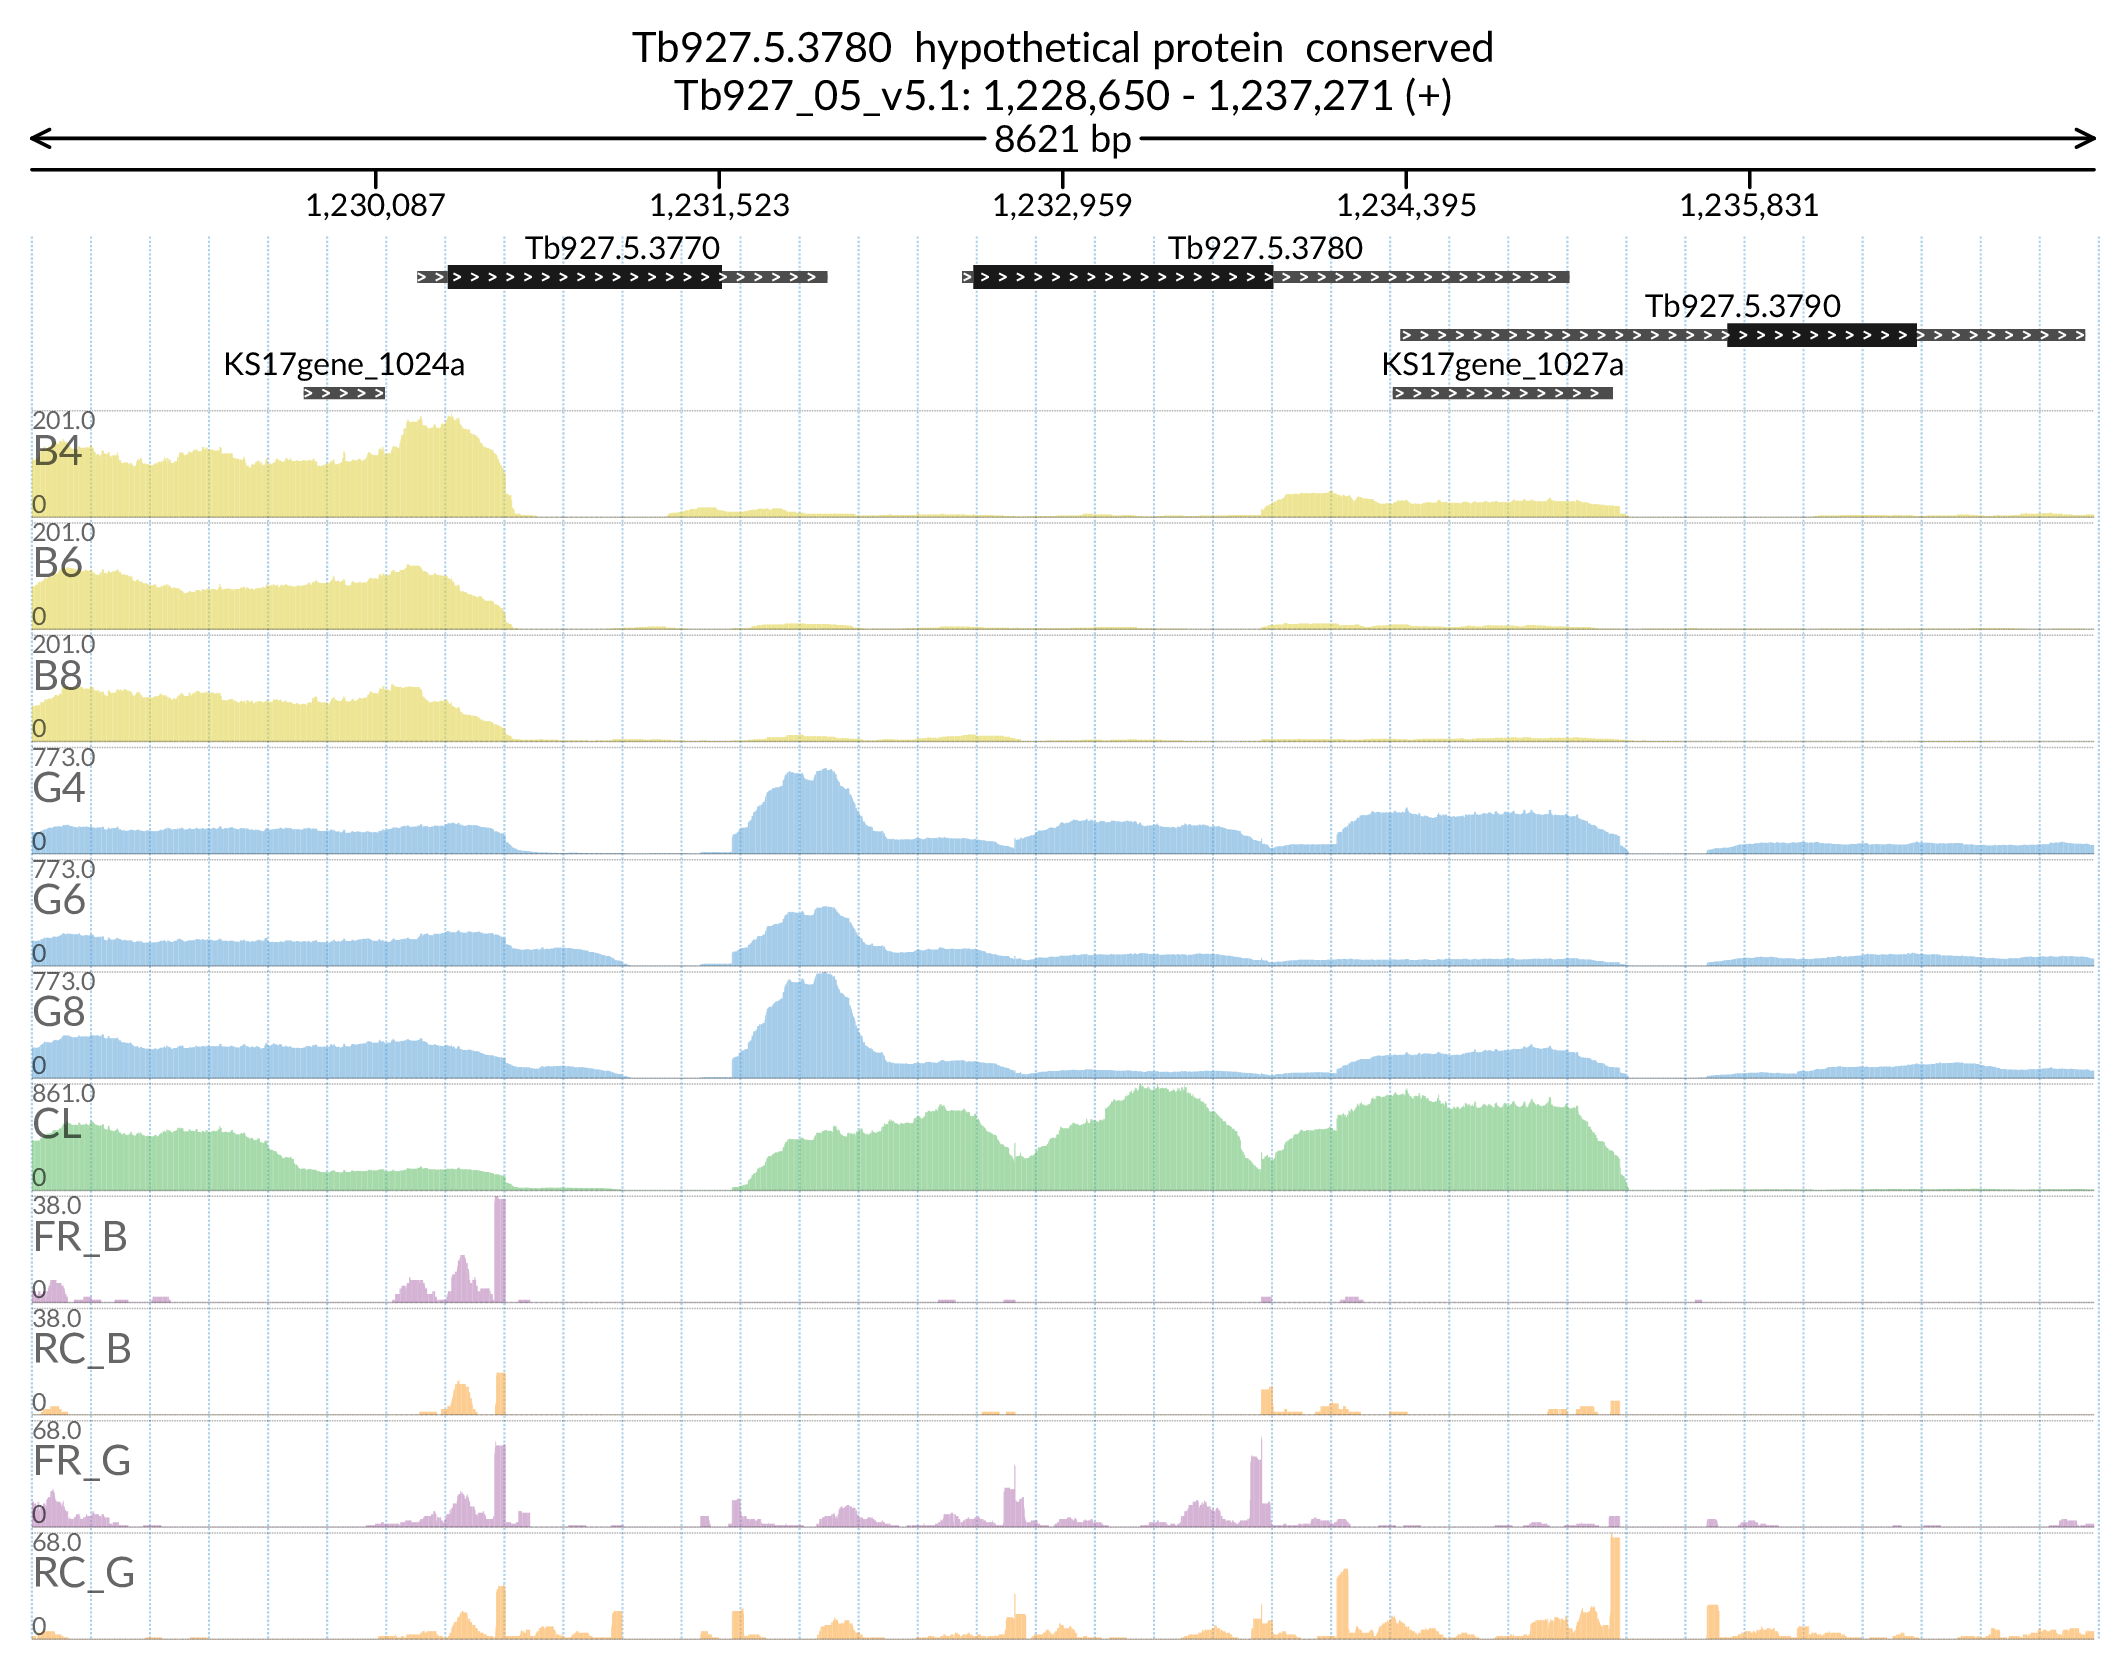 Tb927.5.3780  hypothetical protein  conserved
Tb927_05_v5.1: 1,228,650 - 1,237,271 (+)
8621 bp
1,230,087 1,231,523 1,232,959 1,234,395 1,235,831
Tb927.5.3770 Tb927.5.3780
Tb927.5.3790
KS17gene_1024a KS17gene_1027a
201.0
B4
0
201.0
B6
0
201.0
B8
0
773.0
G4
0
773.0
G6
0
773.0
G8
0
861.0
CL
0
38.0
FR_B
0
38.0
RC_B
0
68.0
FR_G
0
68.0
RC_G
0